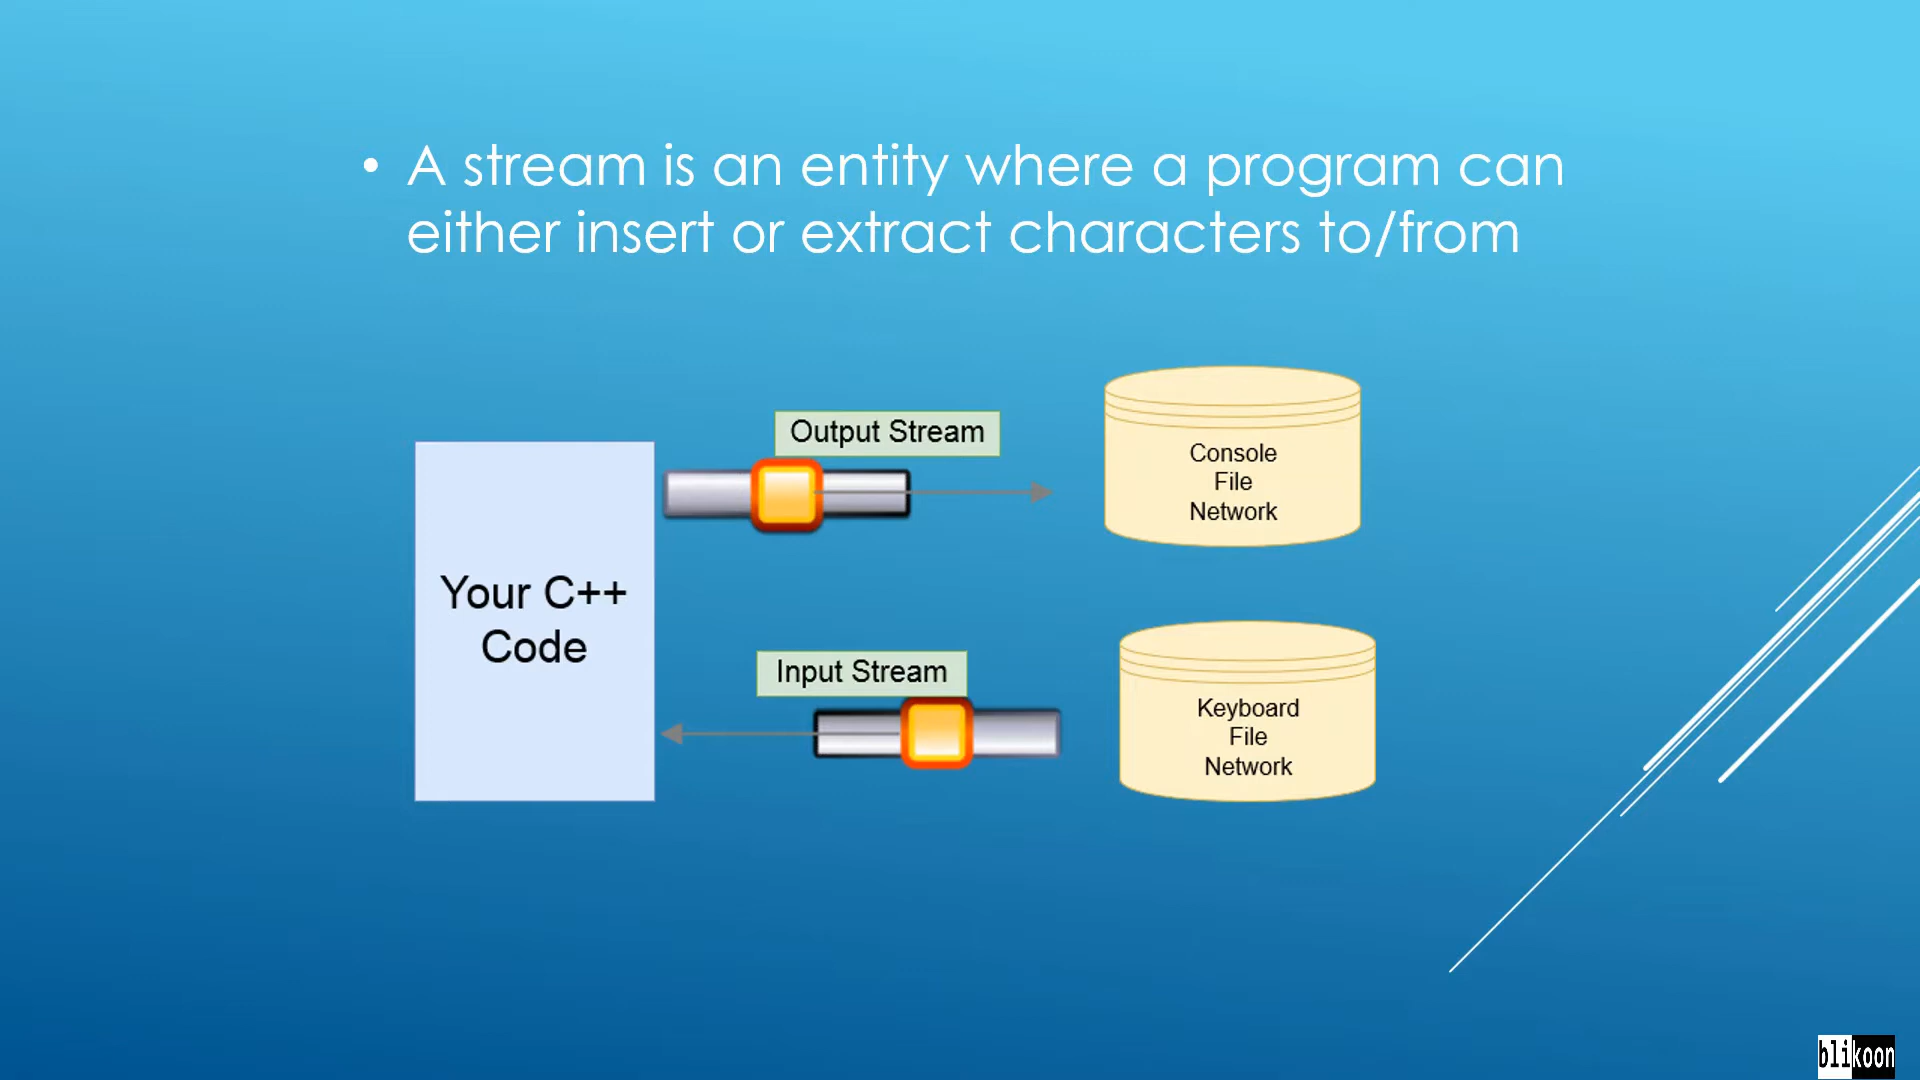 • A stream is an entity where a program can
either insert or extract characters to/from
Output Stream
Console
File
Network
Your C++
Code
Input Stream
Keyboard
File
Network
blikoon